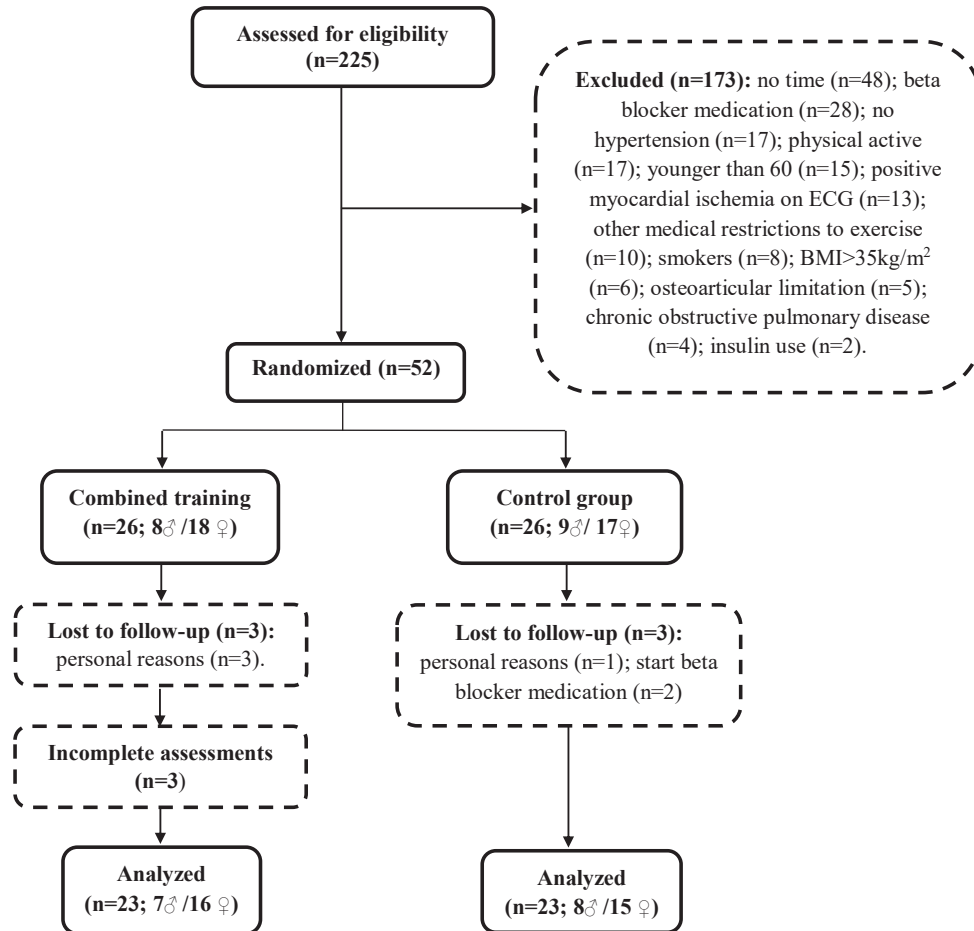 Assessed for eligibility
(n=225)
Excluded (n=173): no time (n=48); beta
blocker medication (n=28); no
hypertension (n=17); physical active
(n=17); younger than 60 (n=15); positive
myocardial ischemia on ECG (n=13);
other medical restrictions to exercise
(n=10); smokers (n=8); BMI>35kg/m²
(n=6); osteoarticular limitation (n=5);
chronic obstructive pulmonary disease
(n=4); insulin use (n=2).
Randomized (n=52)
Combined training
(n=26; 8♂ /18 ♀)
Control group
(n=26; 9♂/ 17♀)
Lost to follow-up (n=3):
personal reasons (n=3).
Lost to follow-up (n=3):
personal reasons (n=1); start beta
blocker medication (n=2)
Incomplete assessments
(n=3)
Analyzed
(n=23; 7♂ /16 ♀)
Analyzed
(n=23; 8♂ /15 ♀)